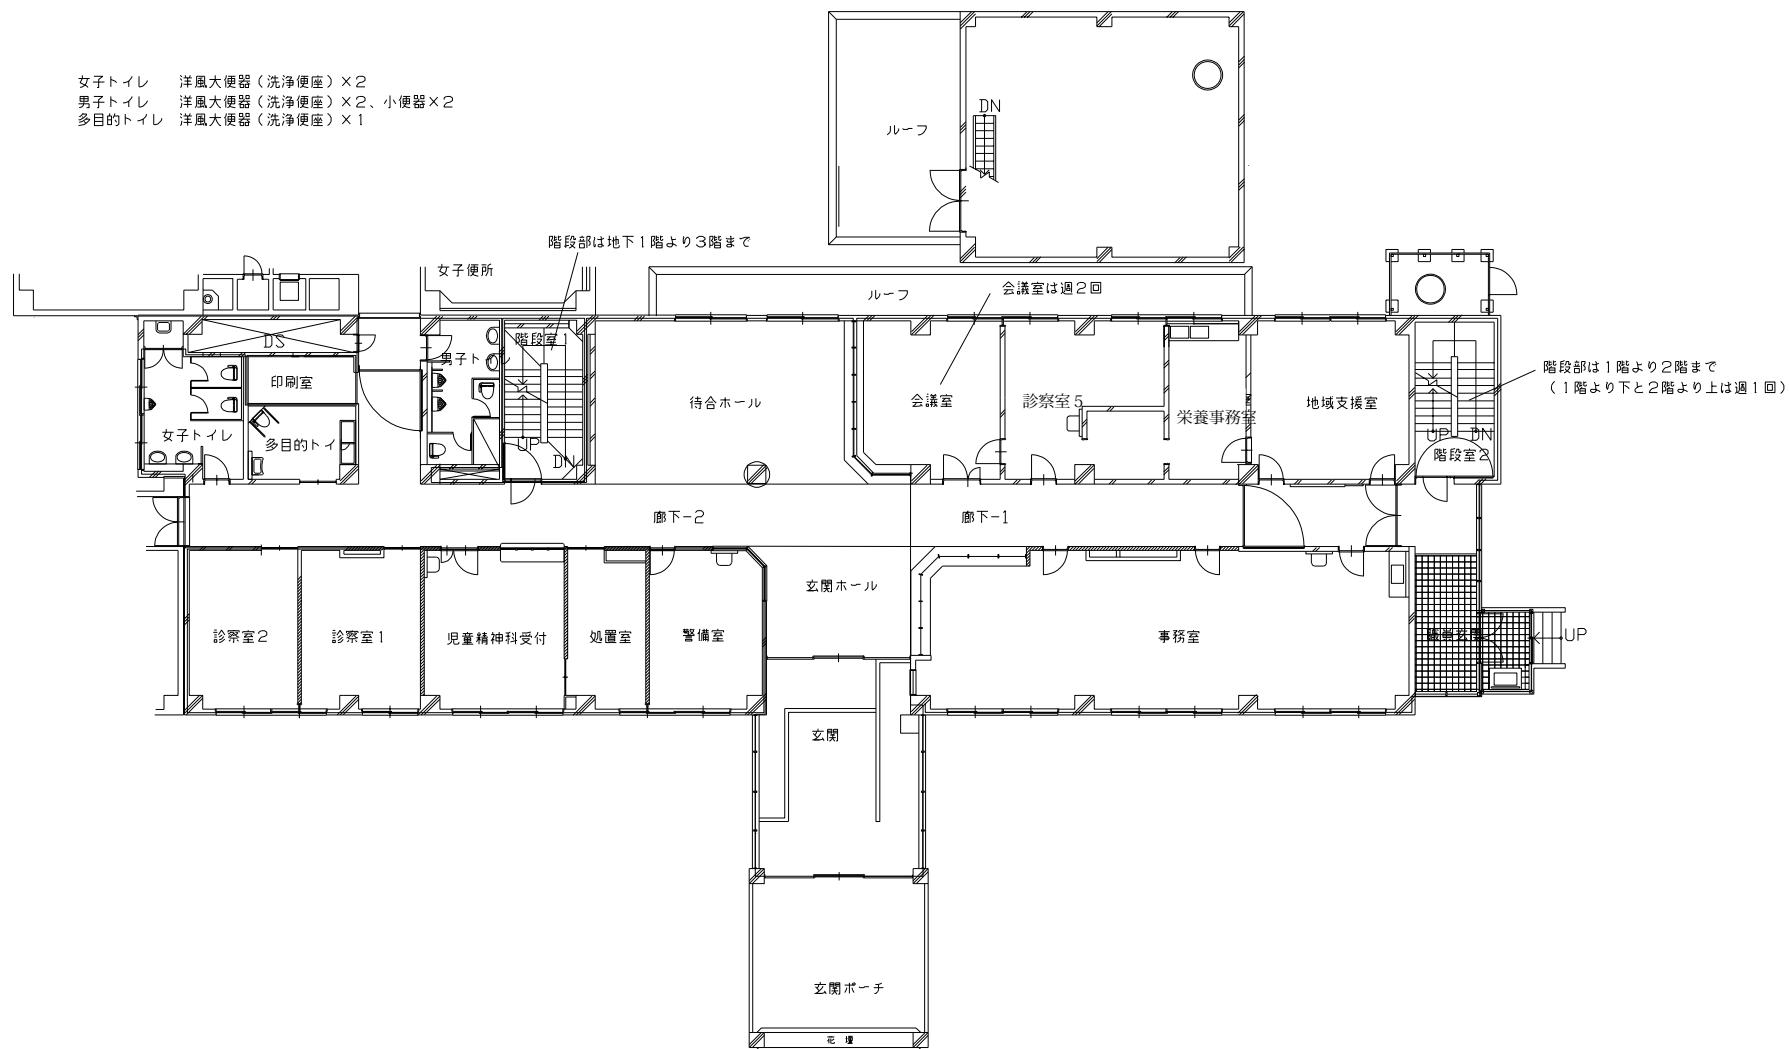 女子トイレ　洋風大便器（洗浄便座）×2
男子トイレ　洋風大便器（洗浄便座）×2、小便器×2
多目的トイレ　洋風大便器（洗浄便座）×1
DN
ルーフ
階段部は地下1階より3階まで
女子便所
ルーフ
会議室は週2回
DS
階段室1
男子トイレ
印刷室
階段部は1階より2階まで
（1階より下と2階より上は週1回）
待合ホール
会議室
診察室5
栄養事務室
地域支援室
女子トイレ
多目的トイ
UP
DN
UP
DN
階段室2
廊下-2
廊下-1
玄関ホール
診察室2
診察室1
児童精神科受付
処置室
警備室
事務室
職員玄関
UP
玄関
玄関ポーチ
花壇